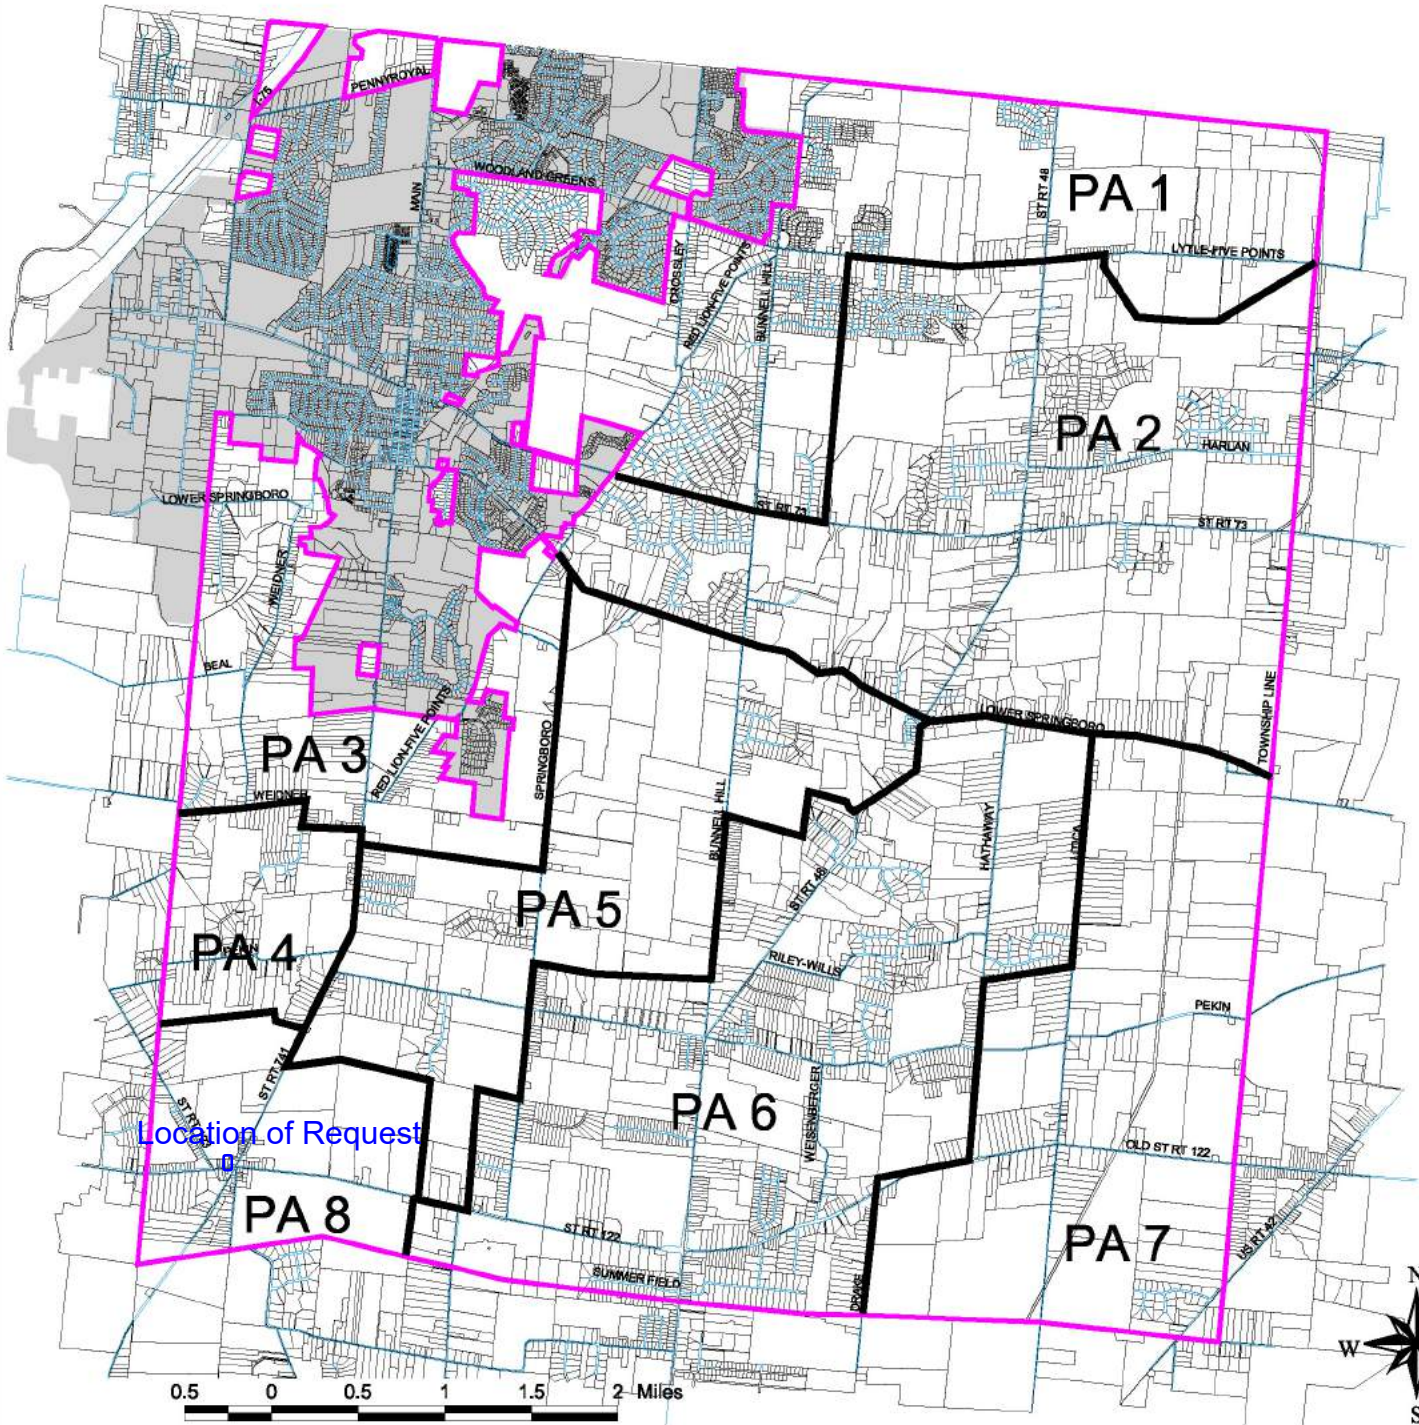 I-75
PENNYROYAL
WOODLAND GREENS
MAIN
ST RT 48
PA 1
LYTLE-FIVE POINTS
CROSSLEY
RED LION-FIVE POINTS
BUNNELL HILL
PA 2
HARLAN
LOWER SPRINGBORO
ST RT 73
ST RT 73
WEIDNER
BEAL
TOWNSHIP LINE
LOWER SPRINGBORO
RED LION-FIVE POINTS
SPRINGBORO
PA 3
WEIDNER
BUNNELL HILL
HATHAWAY
UTICA
ST RT 48
PA 5
PA 4
RILEY-WILLS
PEKIN
ST RT 741
WEISENBERGER
PA 6
Location of Request
OLD ST RT 122
PA 8
ST RT 122
PA 7
US RT 42
SUMMER FIELD
DRAKE
N
W
S
0.5 0 0.5 1 1.5 2 Miles